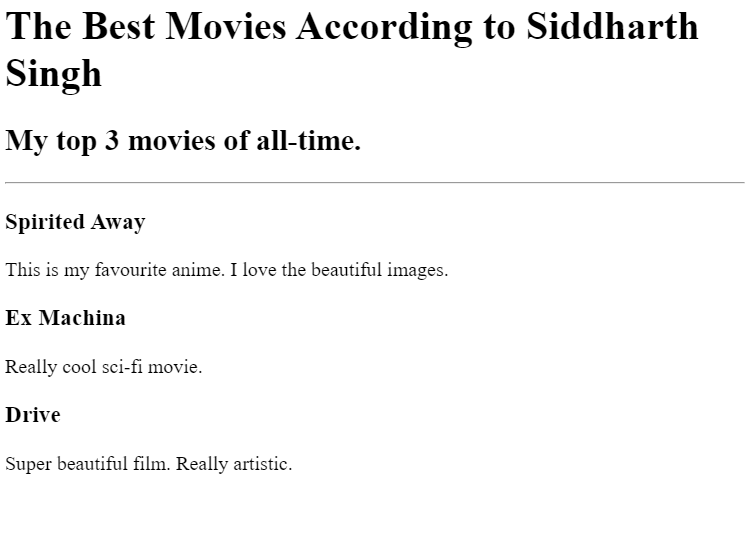 The Best Movies According to Siddharth
Singh
My top 3 movies of all-time.
Spirited Away
This is my favourite anime. I love the beautiful images.
Ex Machina
Really cool sci-fi movie.
Drive
Super beautiful film. Really artistic.